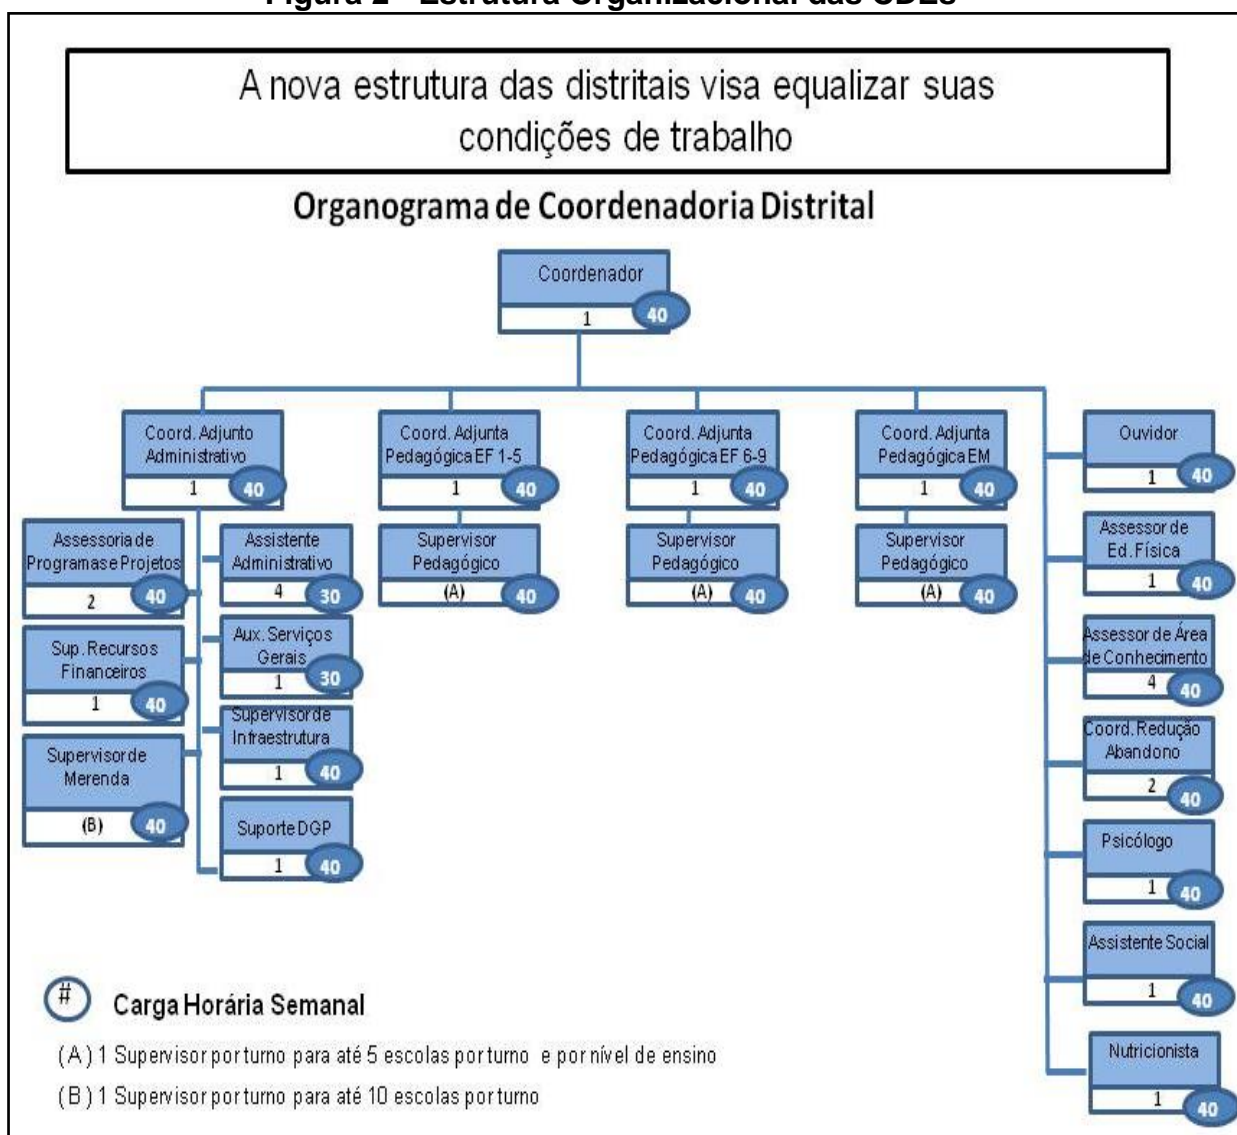 Figura 2 - Estrutura Organizacional das CDEs
A nova estrutura das distritais visa equalizar suas
condições de trabalho
Organograma de Coordenadoria Distrital
Coordenador
1
40
Coord. Adjunto
Administrativo
1
40
Coord. Adjunta
Pedagógica EF 1-5
1
40
Coord. Adjunta
Pedagógica EF 6-9
1
40
Coord. Adjunta
Pedagógica EM
1
40
Ouvidor
1
40
Assessoria de
Programas e Projetos
2
40
Assistente
Administrativo
4
30
Supervisor
Pedagógico
(A)
40
Supervisor
Pedagógico
(A)
40
Supervisor
Pedagógico
(A)
40
Assessor de
Ed. Física
1
40
Sup. Recursos
Financeiros
1
40
Aux. Serviços
Gerais
1
30
Assessor de Área
de Conhecimento
4
40
Supervisor de
Merenda
(B)
40
Supervisor de
Infraestrutura
1
40
Coord. Redução
Abandono
2
40
Suporte DGP
1
40
Psicólogo
1
40
Assistente Social
1
40
Nutricionista
1
40
# Carga Horária Semanal
(A) 1 Supervisor por turno para até 5 escolas por turno e por nível de ensino
(B) 1 Supervisor por turno para até 10 escolas por turno